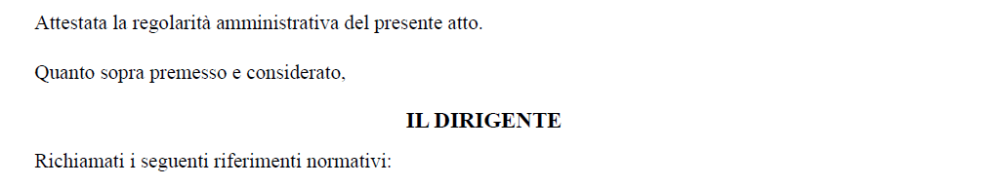 Attestata la regolarità amministrativa del presente atto.
Quanto sopra premesso e considerato,
IL DIRIGENTE
Richiamati i seguenti riferimenti normativi: